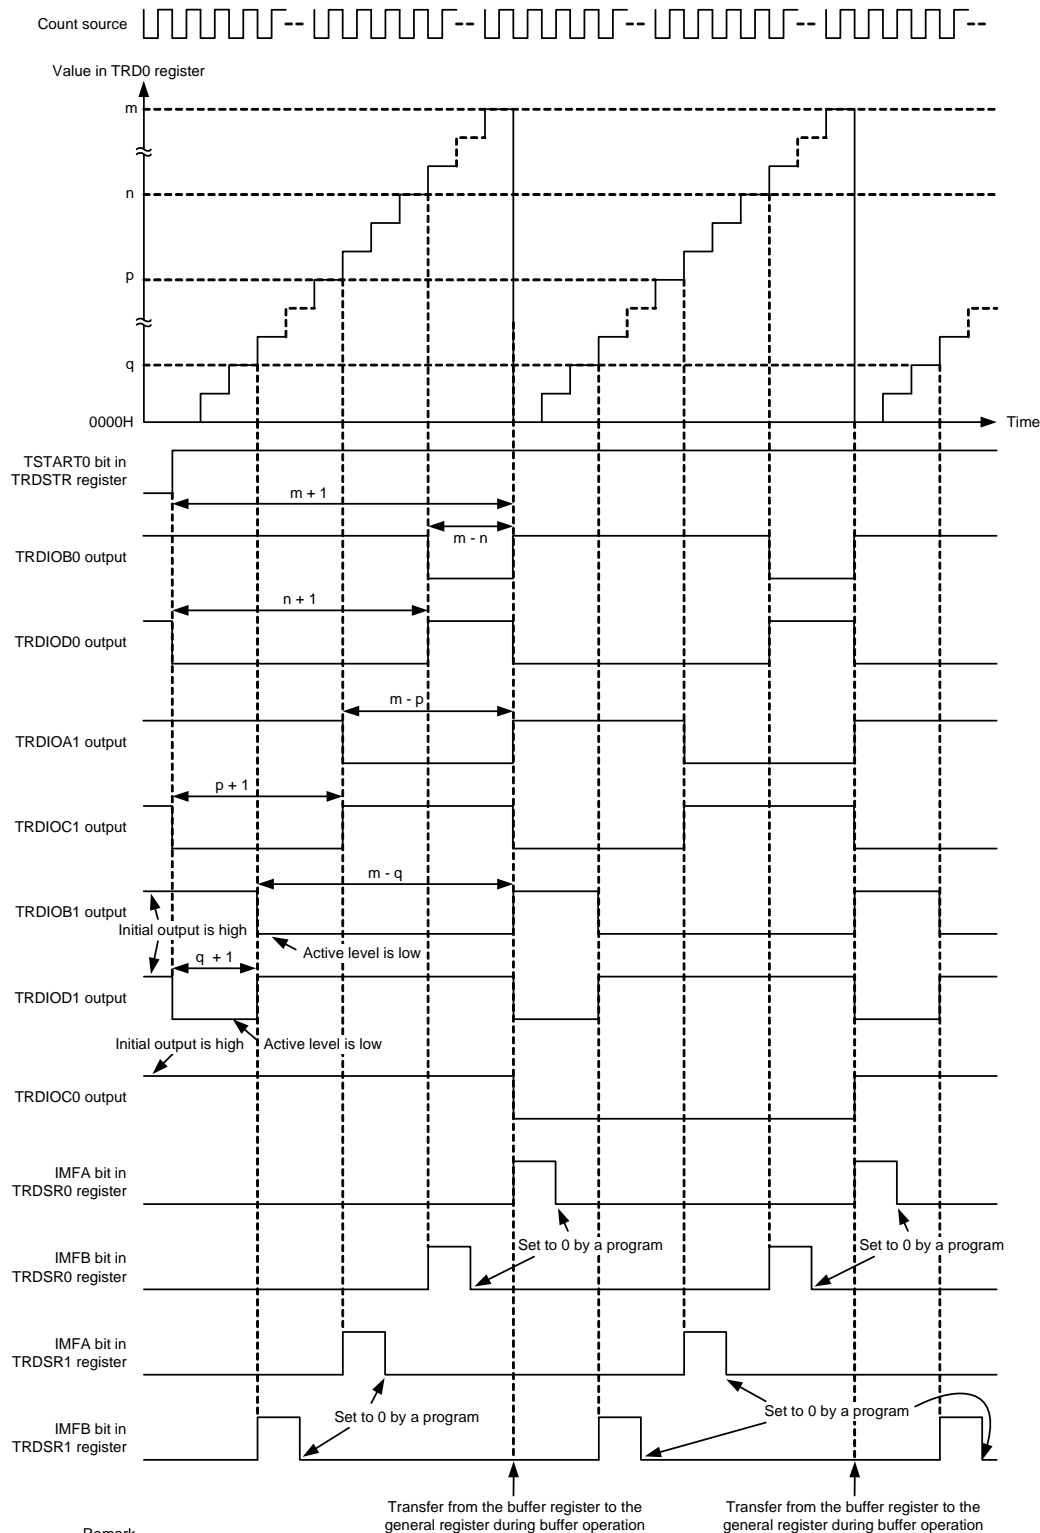 Count source
Value in TRD0 register
m
n
p
q
0000H
Time
TSTART0 bit in
TRDSTR register
m + 1
m - n
TRDIOB0 output
n + 1
TRDIOD0 output
m - p
TRDIOA1 output
p + 1
TRDIOC1 output
m - q
TRDIOB1 output
Initial output is high
Active level is low
q + 1
TRDIOD1 output
Initial output is high
Active level is low
TRDIOC0 output
IMFA bit in
TRDSR0 register
Set to 0 by a program
Set to 0 by a program
IMFB bit in
TRDSR0 register
IMFA bit in
TRDSR1 register
Set to 0 by a program
Set to 0 by a program
IMFB bit in
TRDSR1 register
Transfer from the buffer register to the
general register during buffer operation
Transfer from the buffer register to the
general register during buffer operation
Remark